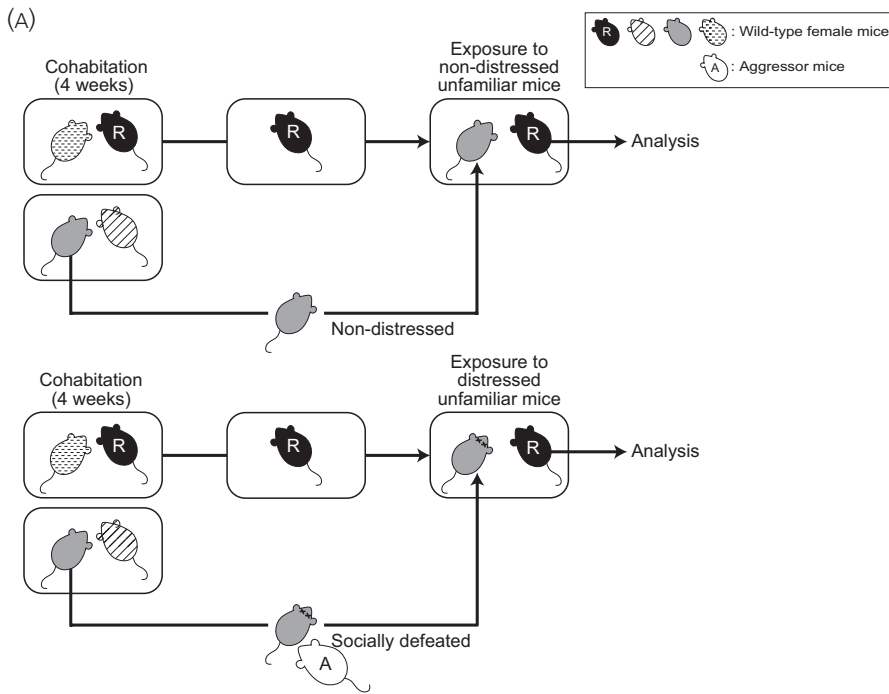 (A)
R : Wild-type female mice
A : Aggressor mice
Cohabitation
(4 weeks)
Exposure to
non-distressed
unfamiliar mice
R
R
R
Analysis
Non-distressed
Cohabitation
(4 weeks)
Exposure to
distressed
unfamiliar mice
R
R
R
Analysis
Socially defeated
A